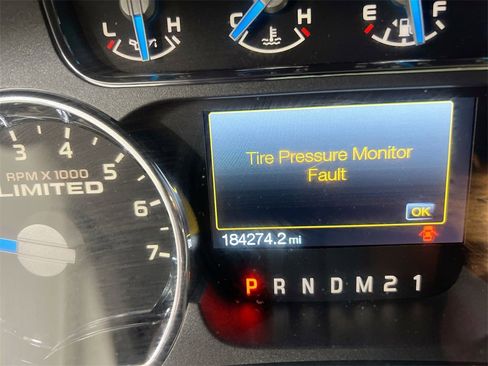 L H C H E F
3 4 5 6 7
RPM X 1000
LIMITED
Tire Pressure Monitor
Fault
OK
184274.2 mi
P R N D M 2 1